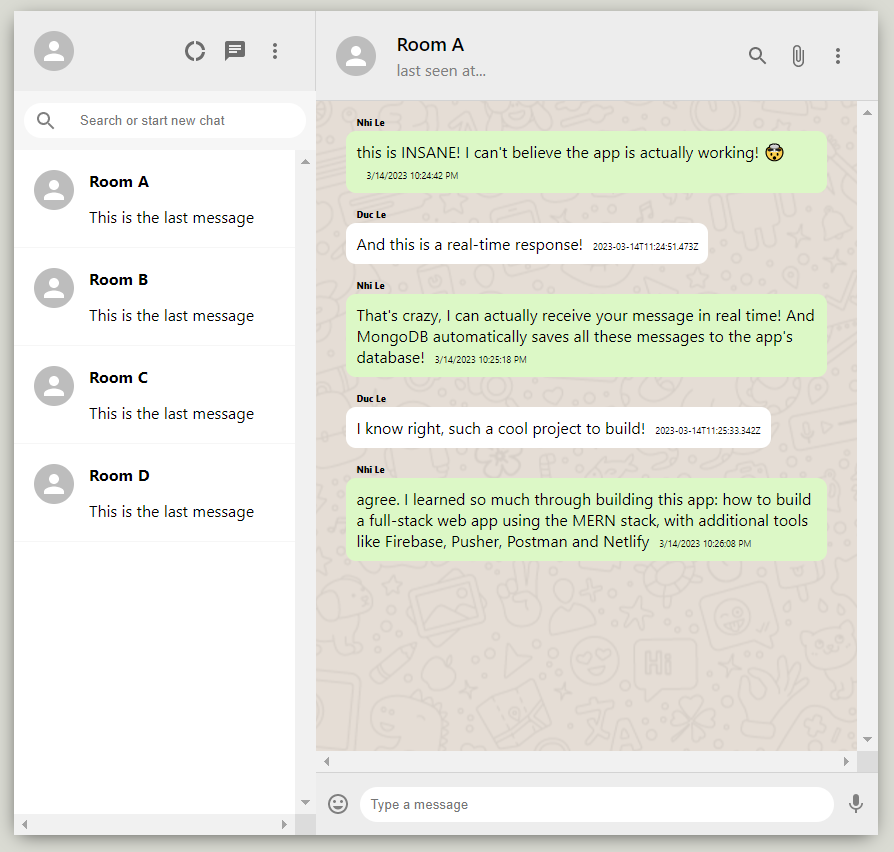 Search or start new chat
Room A
This is the last message
Room B
This is the last message
Room C
This is the last message
Room D
This is the last message
Room A
last seen at...
Nhi Le
this is INSANE! I can't believe the app is actually working! 🤯
3/14/2023 10:24:42 PM
Duc Le
And this is a real-time response! 2023-03-14T11:24:51.473Z
Nhi Le
That's crazy, I can actually receive your message in real time! And
MongoDB automatically saves all these messages to the app's
database! 3/14/2023 10:25:18 PM
Duc Le
I know right, such a cool project to build! 2023-03-14T11:25:33.342Z
Nhi Le
agree. I learned so much through building this app: how to build
a full-stack web app using the MERN stack, with additional tools
like Firebase, Pusher, Postman and Netlify 3/14/2023 10:26:08 PM
Hi
Type a message